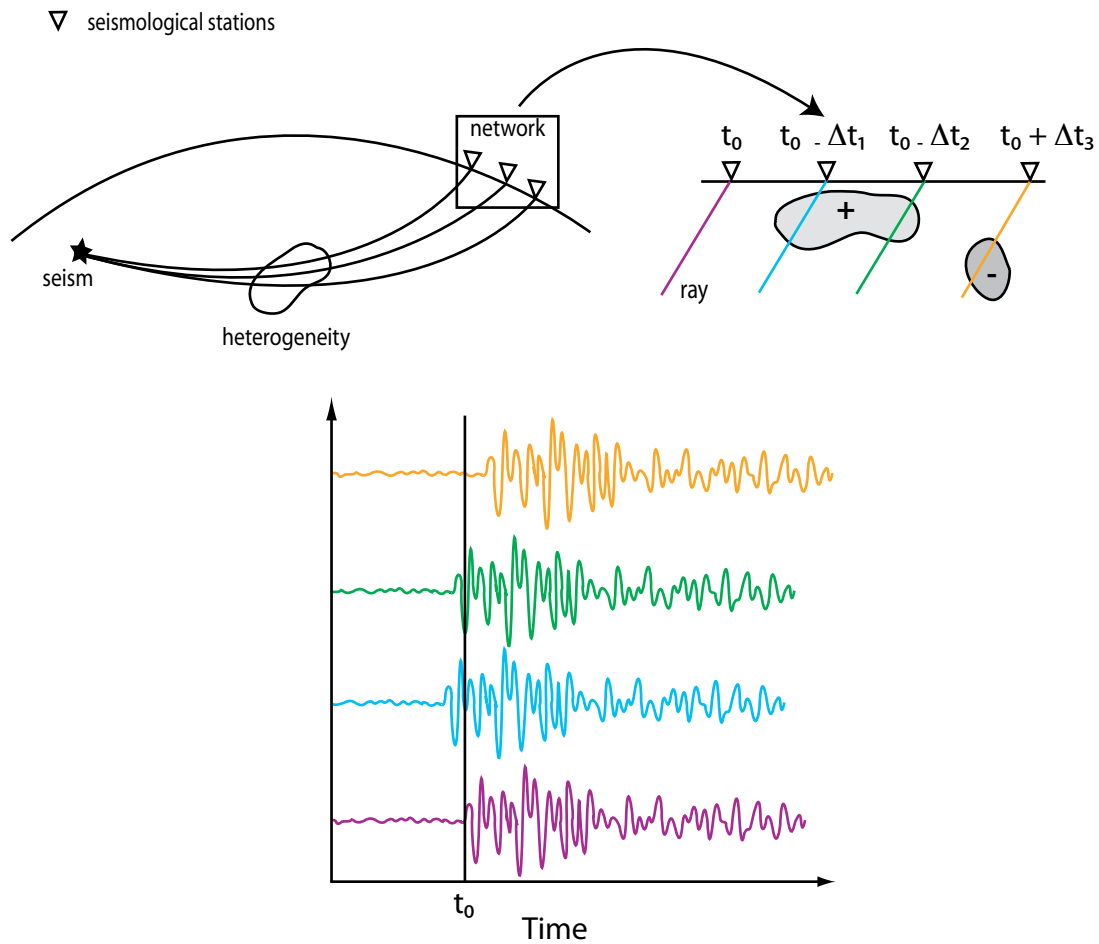 seismological stations
network
seism
heterogeneity
t₀ t₀ - Δt₁ t₀ - Δt₂ t₀ + Δt₃
+
-
ray
t₀
Time